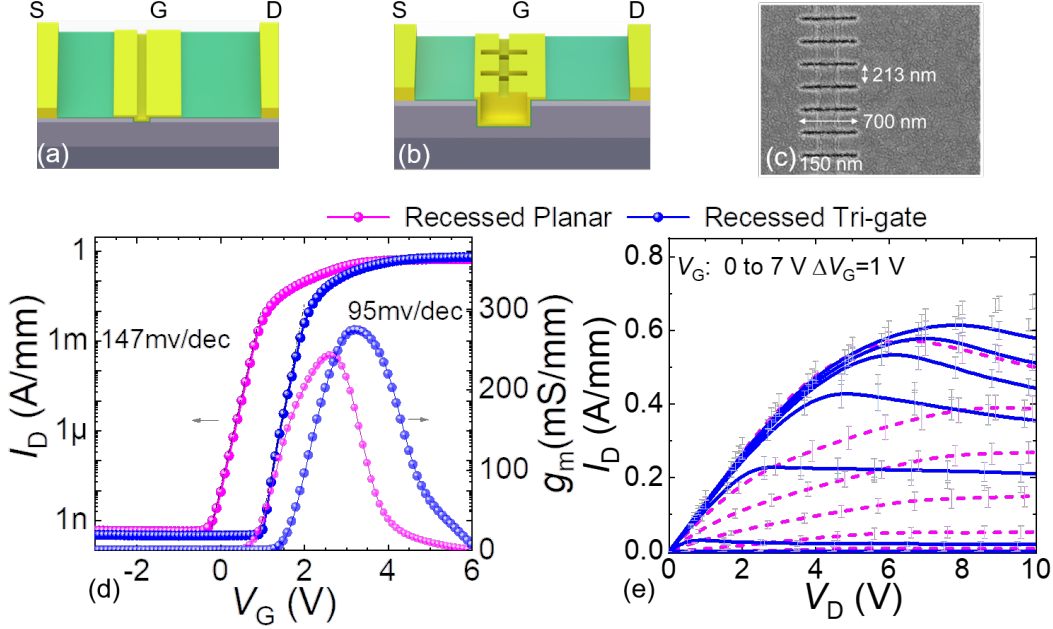 S G D
S G D
(a)
(b)
213 nm
700 nm
150 nm
(c)
Recessed Planar
Recessed Tri-gate
1
1m
1µ
1n
I_D (A/mm)
147mv/dec
95mv/dec
300
200
100
0
g_m(mS/mm)
-2 0 2 4 6
(d)
V_G (V)
V_G: 0 to 7 V ΔV_G=1 V
0.8
0.6
0.4
0.2
0.0
I_D (A/mm)
0 2 4 6 8 10
(e)
V_D (V)